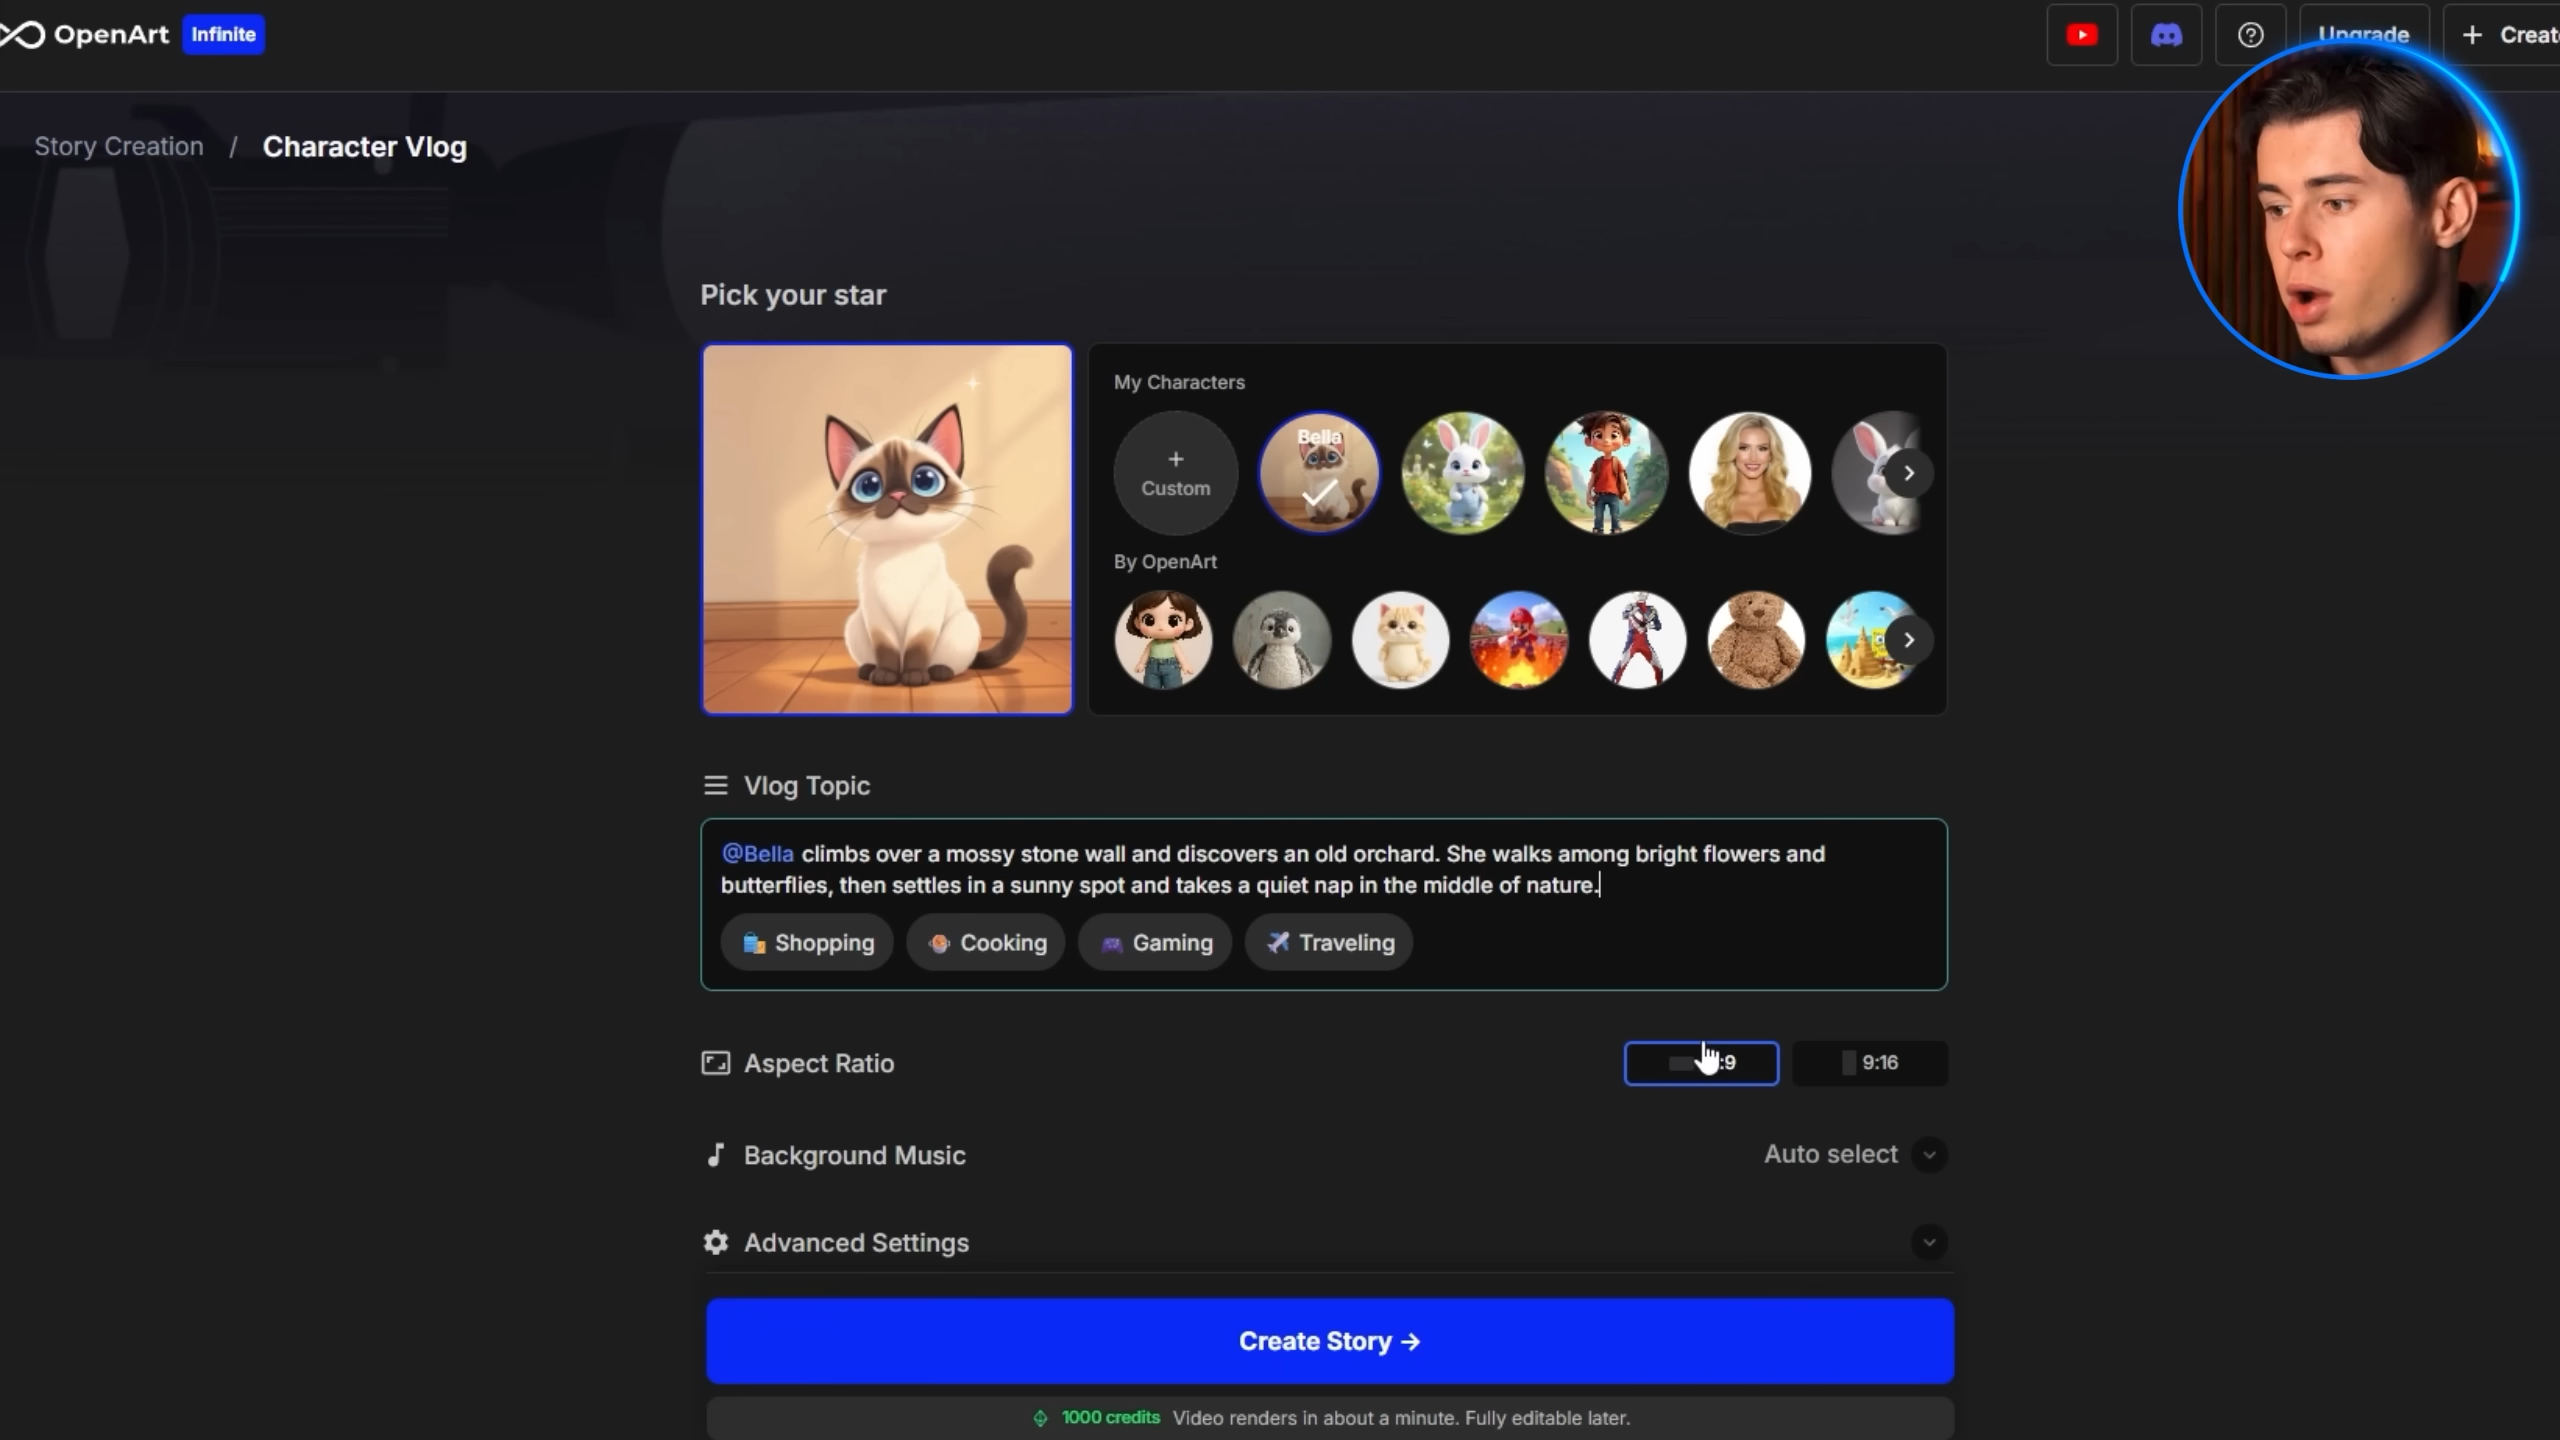 OpenArt Infinite
Upgrade
+ Create
Story Creation / Character Vlog
Pick your star
My Characters
+
Custom
Bella
By OpenArt
Vlog Topic
@Bella climbs over a mossy stone wall and discovers an old orchard. She walks among bright flowers and
butterflies, then settles in a sunny spot and takes a quiet nap in the middle of nature.
Shopping
Cooking
Gaming
Traveling
Aspect Ratio
:9
9:16
Background Music
Auto select
Advanced Settings
Create Story →
1000 credits Video renders in about a minute. Fully editable later.